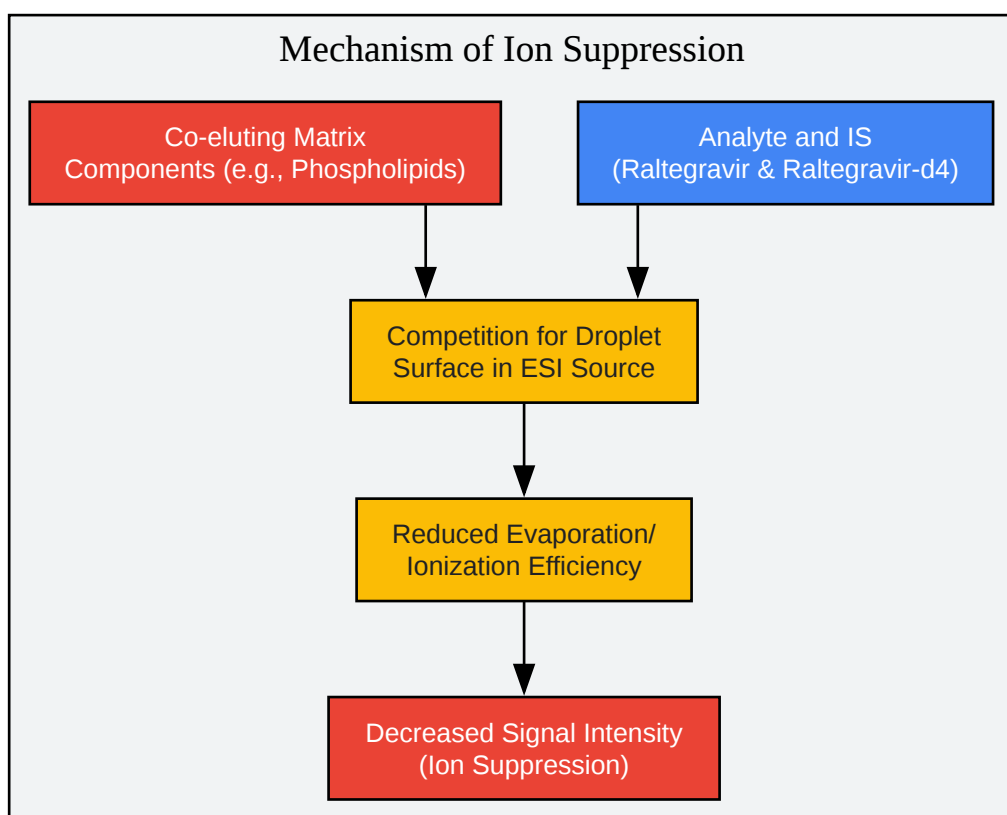 Mechanism of Ion Suppression
Co-eluting Matrix
Components (e.g., Phospholipids)
Analyte and IS
(Raltegravir & Raltegravir-d4)
Competition for Droplet
Surface in ESI Source
Reduced Evaporation/
Ionization Efficiency
Decreased Signal Intensity
(Ion Suppression)